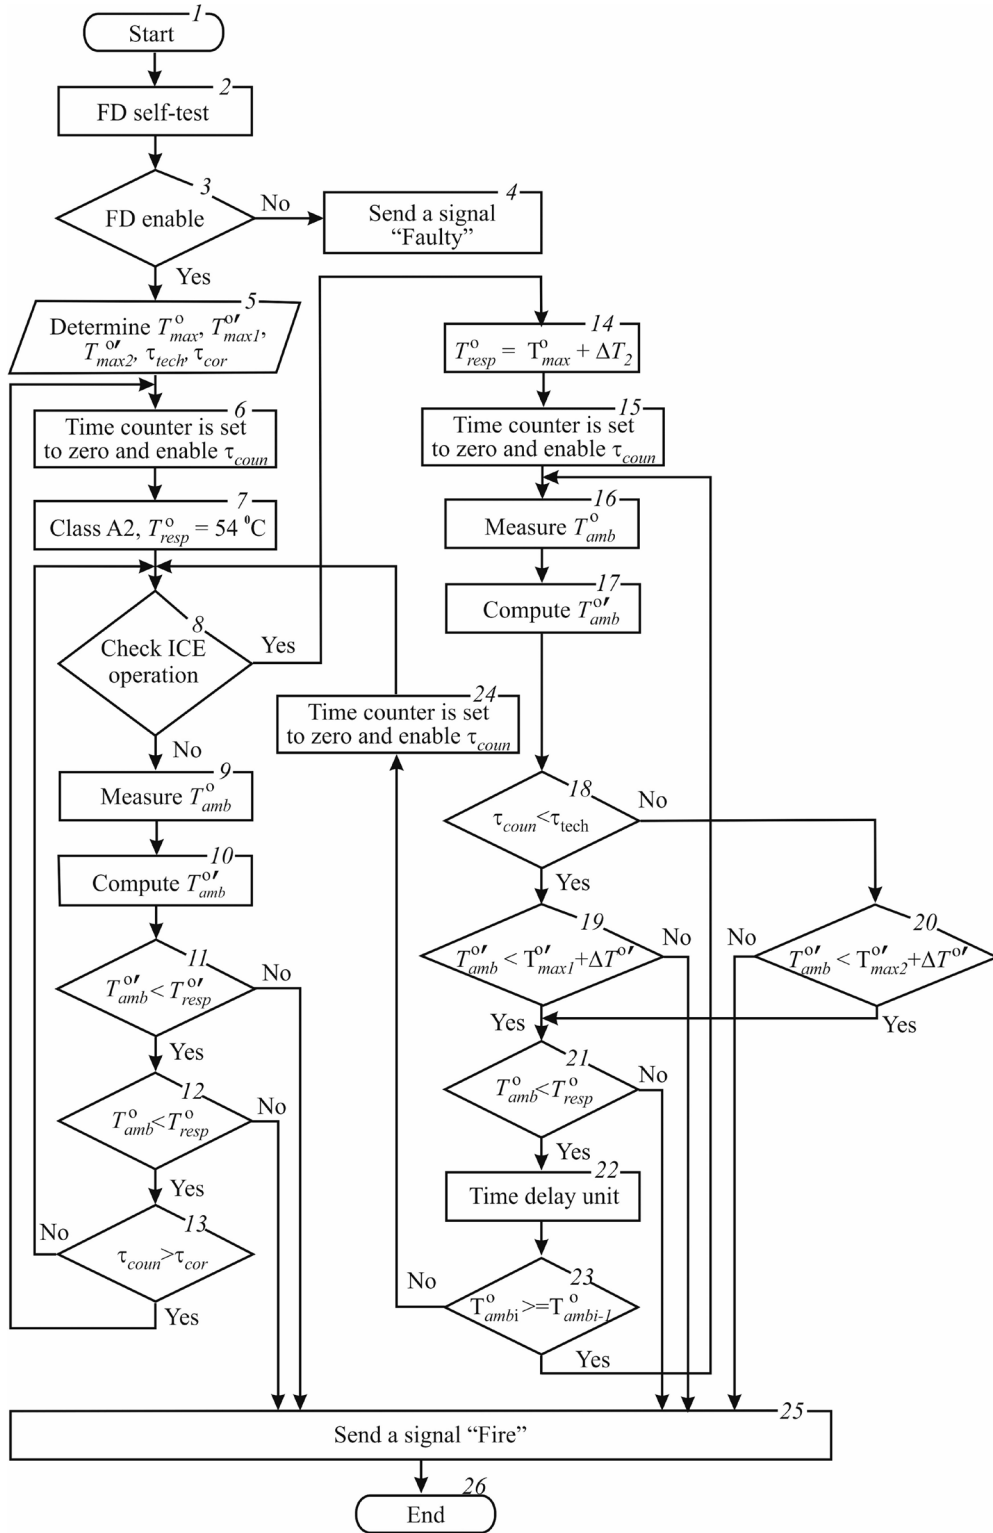 1
Start
2
FD self-test
3
FD enable
No
4
Send a signal
“Faulty”
Yes
5
Determine T°max, T°′max1,
T°′max2, τtech, τcor
6
Time counter is set
to zero and enable τcoun
7
Class A2, T°resp = 54 °C
8
Check ICE
operation
Yes
No
9
Measure T°amb
10
Compute T°′amb
11
T°′amb < T°′resp
No
Yes
12
T°amb<T°resp
No
Yes
13
τcoun>τcor
No
Yes
14
T°resp = T°max + ΔT2
15
Time counter is set
to zero and enable τcoun
16
Measure T°amb
17
Compute T°′amb
18
τcoun<τtech
No
Yes
19
T°′amb < T°′max1+ΔT°′
No
Yes
20
T°′amb < T°′max2+ΔT°′
No
Yes
21
T°amb<T°resp
No
Yes
22
Time delay unit
23
T°ambi >=T°ambi-1
No
Yes
24
Time counter is set
to zero and enable τcoun
25
Send a signal “Fire”
26
End